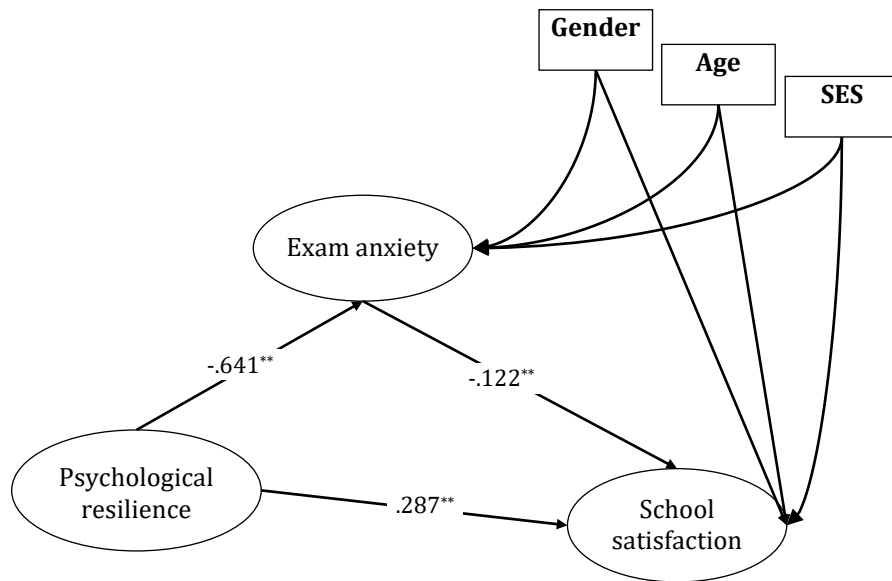 Gender
Age
SES
Exam anxiety
-.641**
-.122**
Psychological
resilience
.287**
School
satisfaction